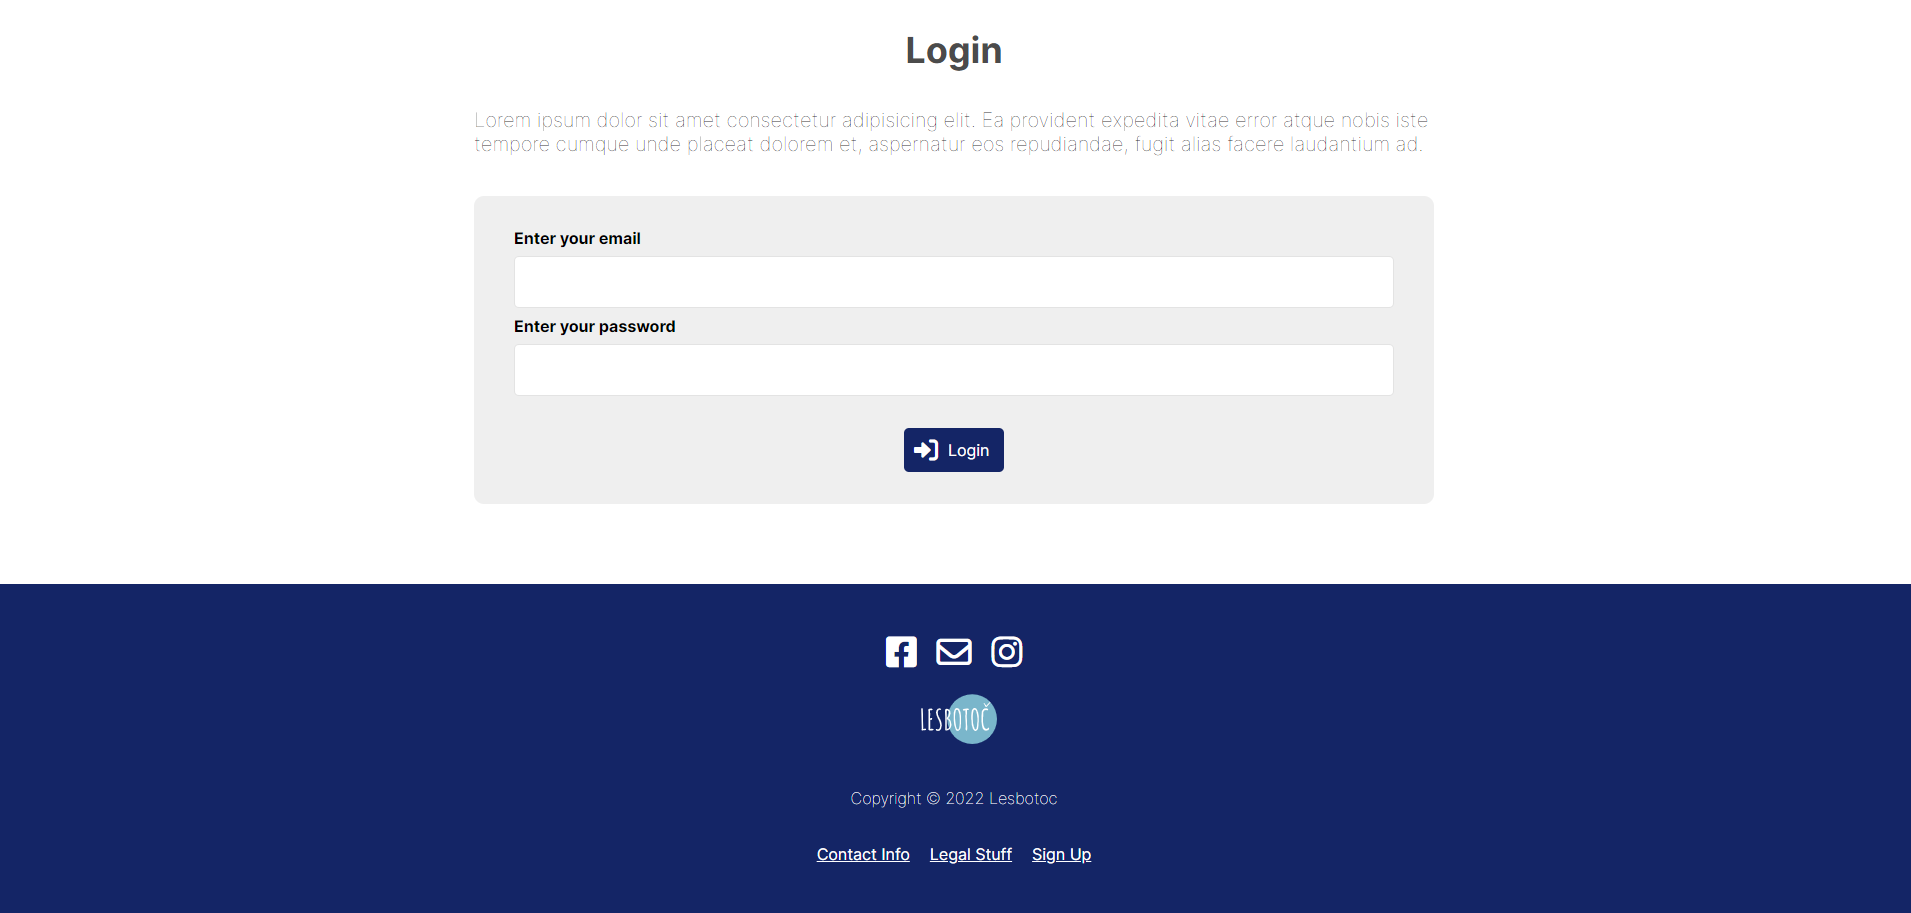 Login
Lorem ipsum dolor sit amet consectetur adipisicing elit. Ea provident expedita vitae error atque nobis iste
tempore cumque unde placeat dolorem et, aspernatur eos repudiandae, fugit alias facere laudantium ad.
Enter your email
Enter your password
Login
LESBOTOČ
Copyright © 2022 Lesbotoc
Contact Info Legal Stuff Sign Up